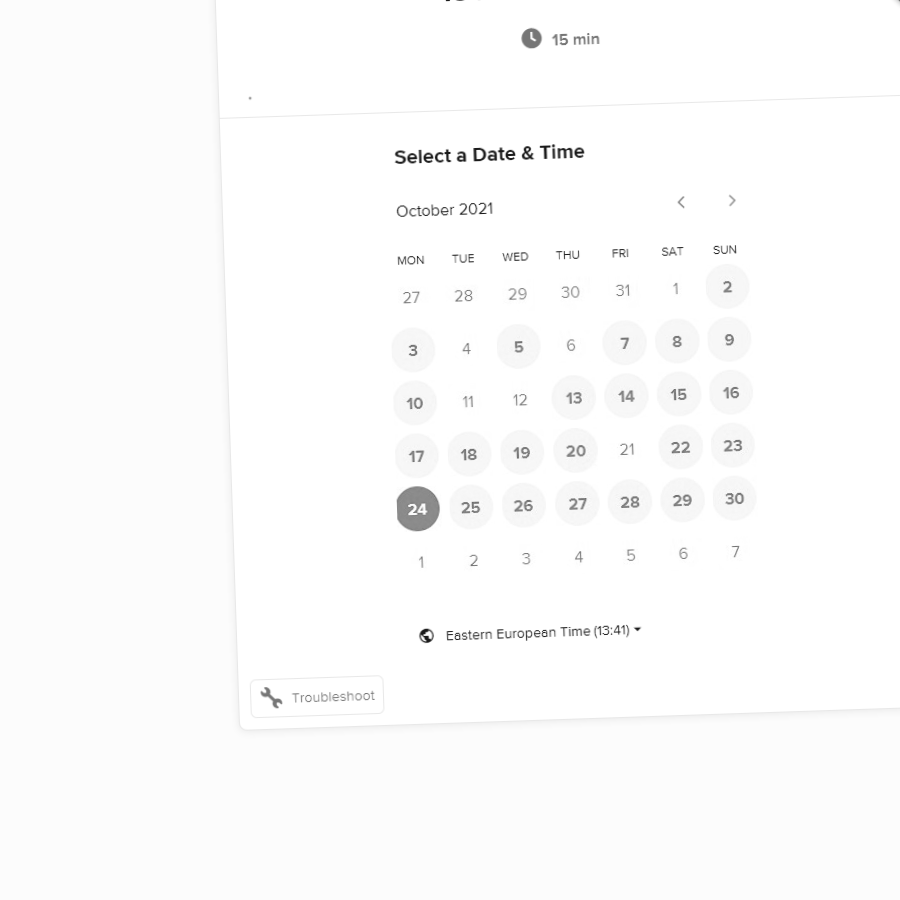 15 min
Select a Date & Time
October 2021
MON TUE WED THU FRI SAT SUN
27 28 29 30 31 1 2
3 4 5 6 7 8 9
10 11 12 13 14 15 16
17 18 19 20 21 22 23
24 25 26 27 28 29 30
1 2 3 4 5 6 7
Eastern European Time (13:41)
Troubleshoot